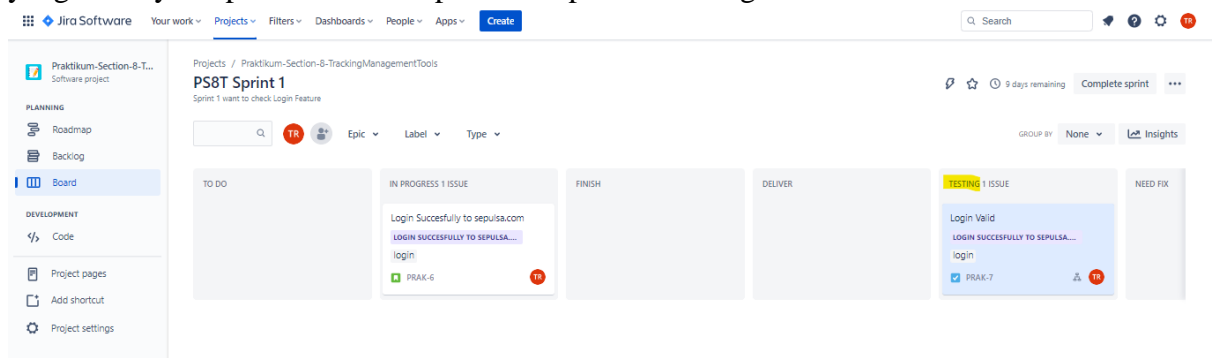 Jira Software Your work Projects Filters Dashboards People Apps Create Search TR
Praktikum-Section-8-T...
Software project
PLANNING
Roadmap
Backlog
Board
DEVELOPMENT
Code
Project pages
Add shortcut
Project settings
Projects / Praktikum-Section-8-TrackingManagementTools
PS8T Sprint 1
9 days remaining Complete sprint
Sprint 1 want to check Login Feature
TR Epic Label Type GROUP BY None Insights
TO DO
IN PROGRESS 1 ISSUE
Login Succesfully to sepulsa.com
LOGIN SUCCESFULLY TO SEPULSA....
login
PRAK-6 TR
FINISH
DELIVER
TESTING 1 ISSUE
Login Valid
LOGIN SUCCESFULLY TO SEPULSA....
login
PRAK-7 TR
NEED FIX